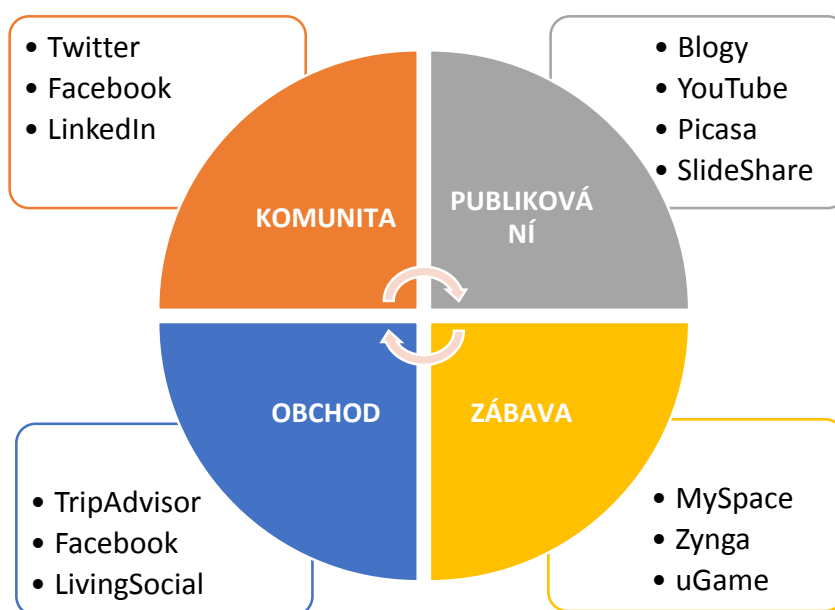 • Twitter
• Facebook
• LinkedIn
• Blogy
• YouTube
• Picasa
• SlideShare
KOMUNITA
PUBLIKOVÁ
NÍ
OBCHOD
ZÁBAVA
• TripAdvisor
• Facebook
• LivingSocial
• MySpace
• Zynga
• uGame